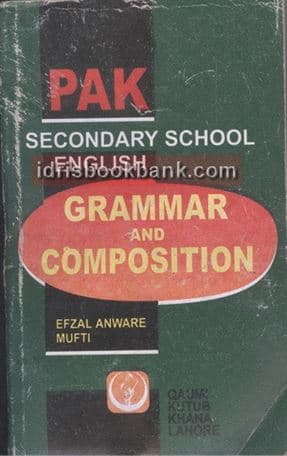 PAK
SECONDARY SCHOOL
ENGLISH
idrisbookbank.com
GRAMMAR
AND
COMPOSITION
EFZAL ANWARE
MUFTI
QAUMI
KUTUB
KHANA
LAHORE